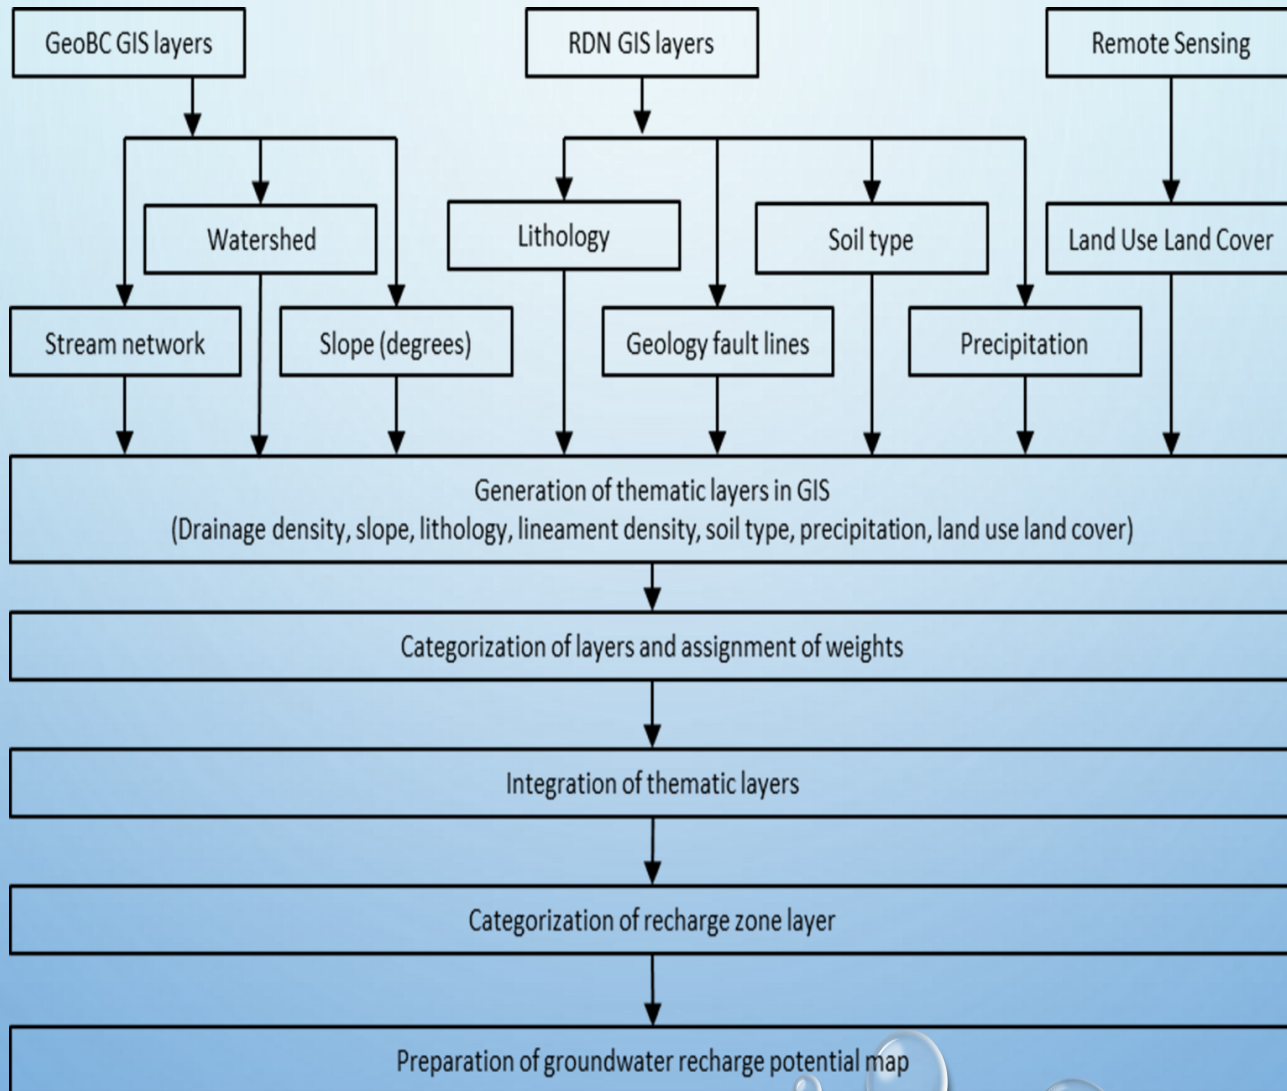 GeoBC GIS layers
RDN GIS layers
Remote Sensing
Watershed
Lithology
Soil type
Land Use Land Cover
Stream network
Slope (degrees)
Geology fault lines
Precipitation
Generation of thematic layers in GIS
(Drainage density, slope, lithology, lineament density, soil type, precipitation, land use land cover)
Categorization of layers and assignment of weights
Integration of thematic layers
Categorization of recharge zone layer
Preparation of groundwater recharge potential map